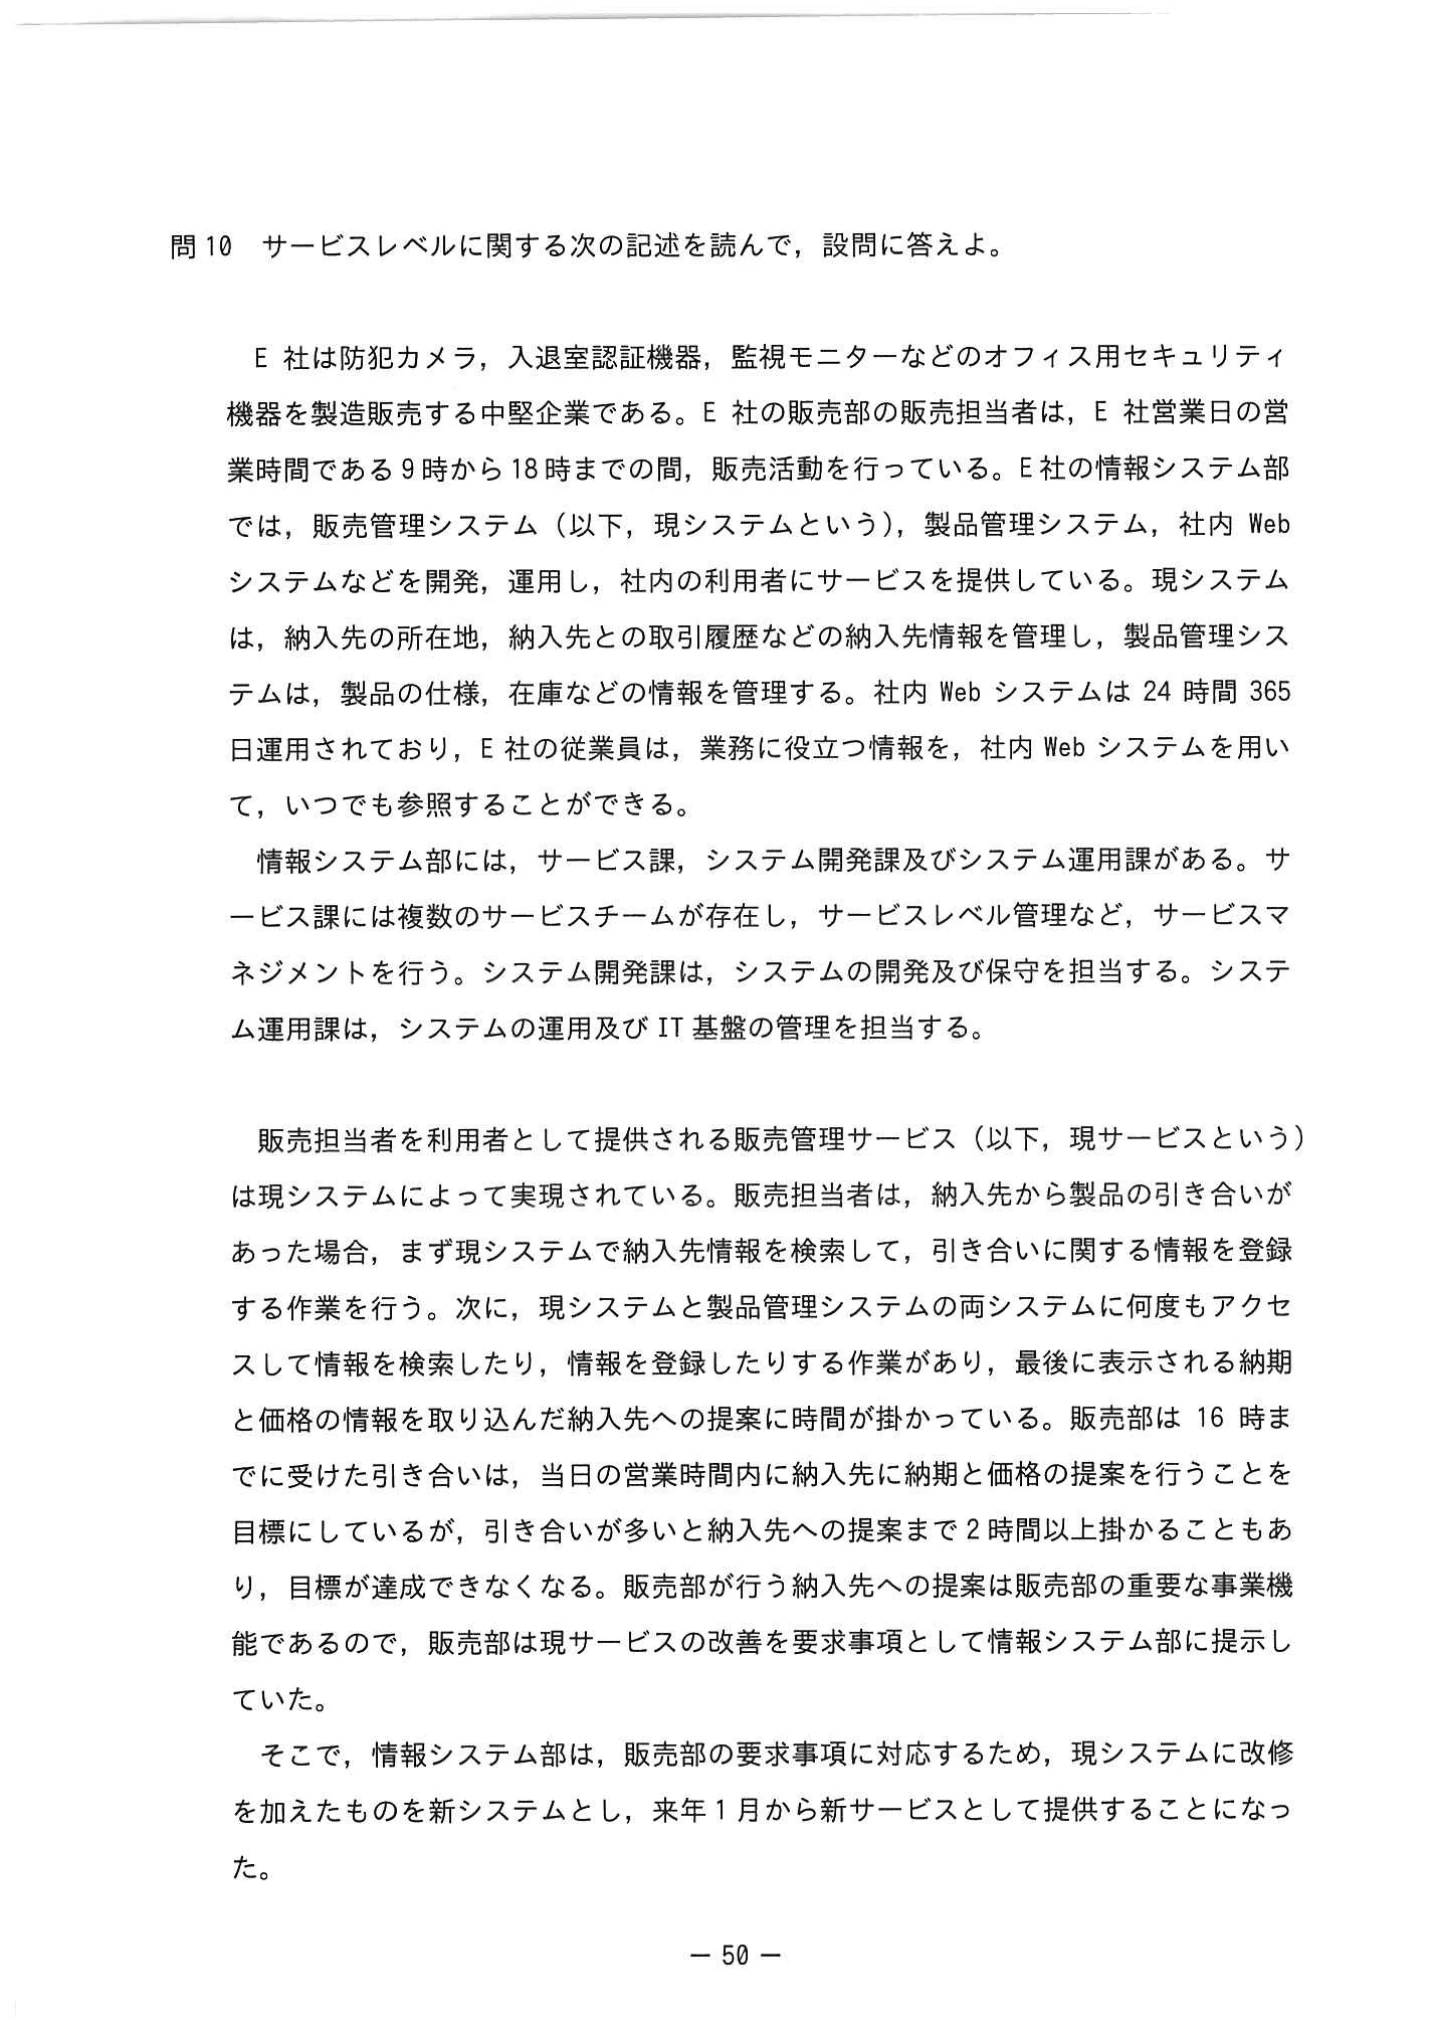 問10 サービスレベルに関する次の記述を読んで，設問に答えよ。
E 社は防犯カメラ，入退室認証機器，監視モニターなどのオフィス用セキュリティ
機器を製造販売する中堅企業である。E 社の販売部の販売担当者は，E 社営業日の営
業時間である 9 時から 18 時までの間，販売活動を行っている。E 社の情報システム部
では，販売管理システム（以下，現システムという），製品管理システム，社内 Web
システムなどを開発，運用し，社内の利用者にサービスを提供している。現システム
は，納入先の所在地，納入先との取引履歴などの納入先情報を管理し，製品管理シス
テムは，製品の仕様，在庫などの情報を管理する。社内 Web システムは 24 時間 365
日運用されており，E 社の従業員は，業務に役立つ情報を，社内 Web システムを用い
て，いつでも参照することができる。
情報システム部には，サービス課，システム開発課及びシステム運用課がある。サ
ービス課には複数のサービスチームが存在し，サービスレベル管理など，サービスマ
ネジメントを行う。システム開発課は，システムの開発及び保守を担当する。システ
ム運用課は，システムの運用及び IT 基盤の管理を担当する。
販売担当者を利用者として提供される販売管理サービス（以下，現サービスという）
は現システムによって実現されている。販売担当者は，納入先から製品の引き合いが
あった場合，まず現システムで納入先情報を検索して，引き合いに関する情報を登録
する作業を行う。次に，現システムと製品管理システムの両システムに何度もアクセ
スして情報を検索したり，情報を登録したりする作業があり，最後に表示される納期
と価格の情報を取り込んだ納入先への提案に時間が掛かっている。販売部は 16 時ま
でに受けた引き合いは，当日の営業時間内に納入先に納期と価格の提案を行うことを
目標にしているが，引き合いが多いと納入先への提案まで 2 時間以上掛かることもあ
り，目標が達成できなくなる。販売部が行う納入先への提案は販売部の重要な事業機
能であるので，販売部は現サービスの改善を要求事項として情報システム部に提示し
ていた。
そこで，情報システム部は，販売部の要求事項に対応するため，現システムに改修
を加えたものを新システムとし，来年 1 月から新サービスとして提供することになっ
た。
― 50 ―